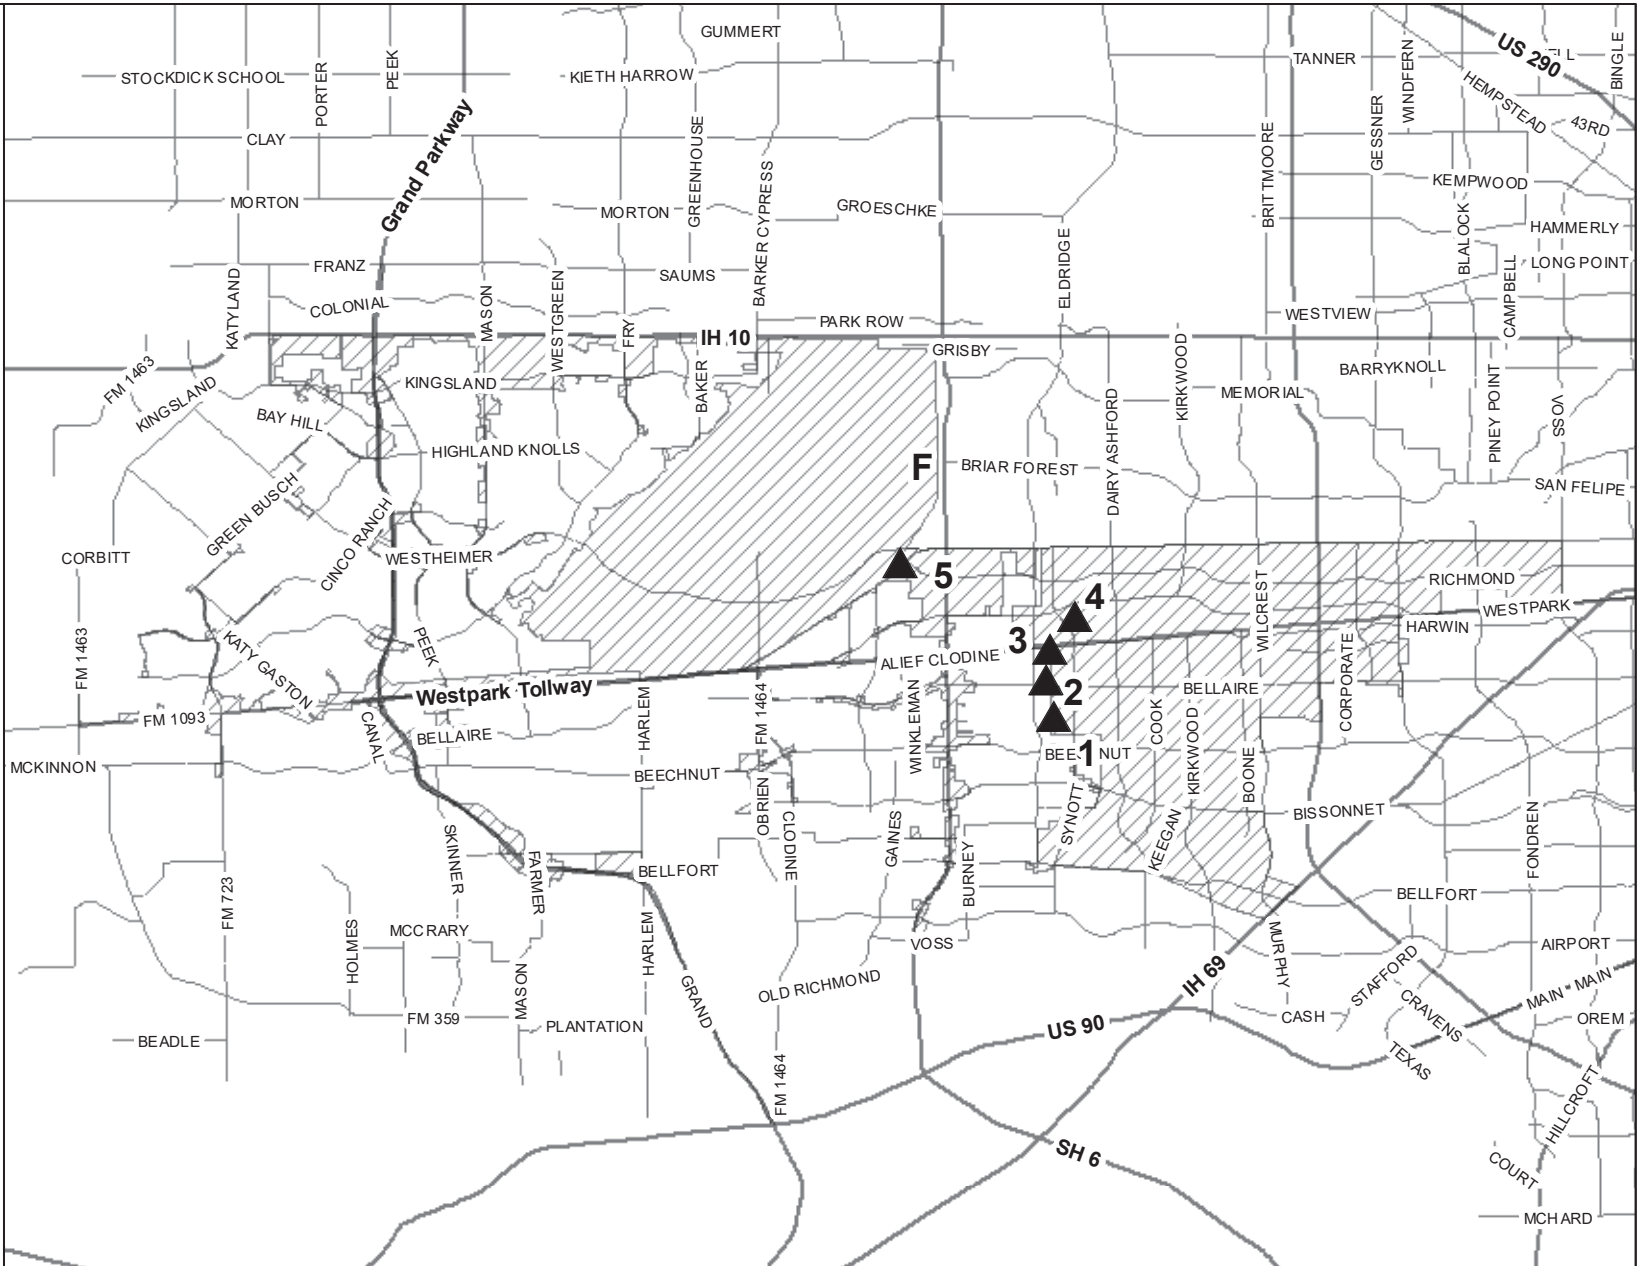 GUMMERT
US 290
BINGLE
STOCKDICK SCHOOL
PORTER
PEEK
KIETH HARROW
TANNER
WINDFERN
HEMPSTEAD
43RD
CLAY
Grand Parkway
GREENHOUSE
BRITTMOORE
GESSNER
KEMPWOOD
MORTON
MORTON
BARKER CYPRESS
GROESCHKE
BLALOCK
HAMMERLY
ELDRIDGE
FRANZ
SAUMS
LONG POINT
KATYLAND
COLONIAL
MASON
WESTGREEN
FRY
PARK ROW
WESTVIEW
CAMPBELL
IH 10
GRISBY
FM 1463
KINGSLAND
KINGSLAND
BAKER
KIRKWOOD
MEMORIAL
BARRYKNOLL
BAY HILL
DAIRY ASHFORD
PINEY POINT
VOSS
HIGHLAND KNOLLS
F
BRIAR FOREST
SAN FELIPE
GREEN BUSCH
CINCO RANCH
CORBITT
WESTHEIMER
5
RICHMOND
4
WILCREST
WESTPARK
HARWIN
3
FM 1463
KATY GASTON
PEEK
ALIEF CLODINE
CORPORATE
Westpark Tollway
2
BELLAIRE
FM 1093
CANAL
BELLAIRE
HARLEM
FM 1464
WINKLEMAN
COOK
KIRKWOOD
1
MCKINNON
BEECHNUT
BOONE
OBRIEN
CLODINE
GAINES
SYNOTT
KEEGAN
BISSONNET
SKINNER
FARMER
BELLFORT
BURNEY
FONDREN
BELLFORT
FM 723
HOLMES
MCCRARY
HARLEM
VOSS
MURPHY
AIRPORT
MASON
GRAND
OLD RICHMOND
IH 69
STAFFORD
CRAVENS
MAIN
MAIN
FM 359
PLANTATION
US 90
CASH
OREM
BEADLE
TEXAS
FM 1464
HILLCROFT
SH 6
COURT
MCHARD